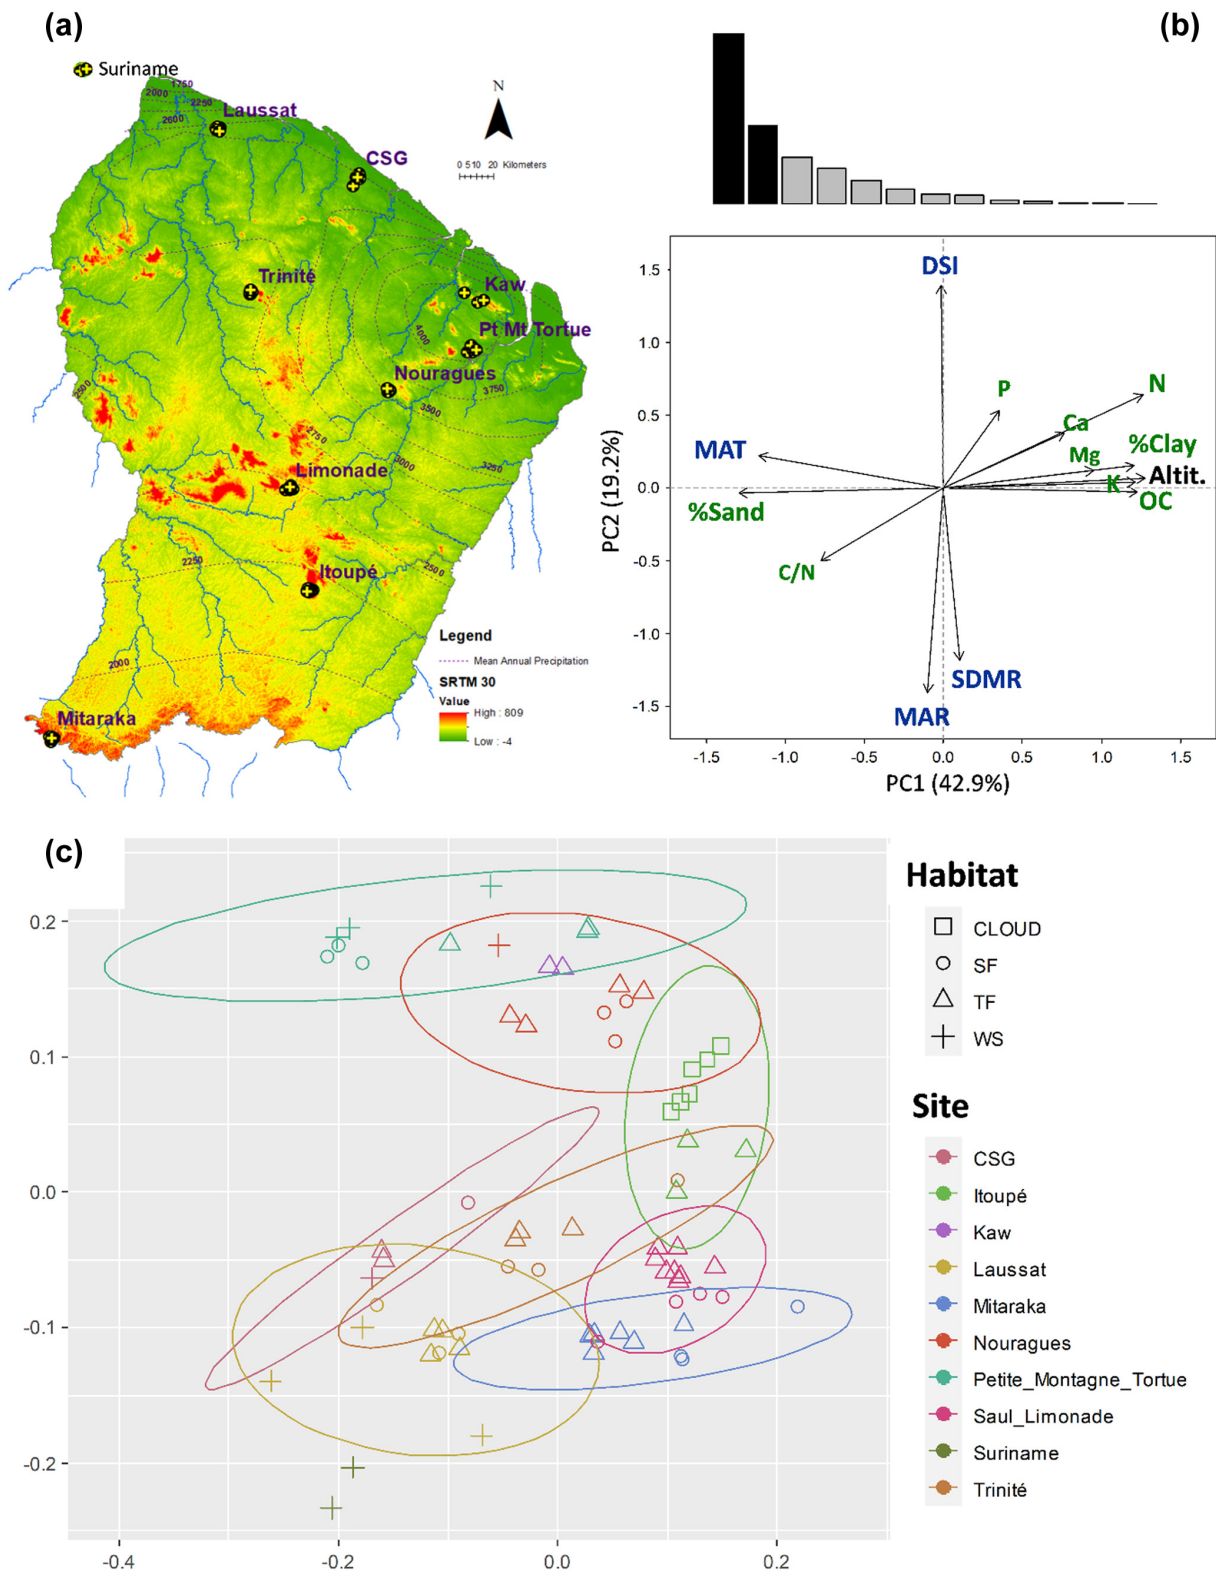 (a)
Suriname
1750
2000
2250
2600
Laussat
N
CSG
0 510 20 Kilometers
Trinité
Kaw
4000
Pt Mt Tortue
Nouragues
3750
3500
2500
2750
3000
3250
Limonade
2250
2500
Itoupé
2000
Mitaraka
Legend
Mean Annual Precipitation
SRTM 30
Value
High : 809
Low : -4
(b)
DSI
P
N
Ca
MAT
Mg
%Clay
Altit.
K
OC
%Sand
C/N
SDMR
MAR
1.5
1.0
0.5
0.0
-0.5
-1.0
-1.5
PC2 (19.2%)
-1.5
-1.0
-0.5
0.0
0.5
1.0
1.5
PC1 (42.9%)
(c)
0.2
0.1
0.0
-0.1
-0.2
-0.4
-0.2
0.0
0.2
Habitat
CLOUD
SF
TF
WS
Site
CSG
Itoupé
Kaw
Laussat
Mitaraka
Nouragues
Petite_Montagne_Tortue
Saul_Limonade
Suriname
Trinité